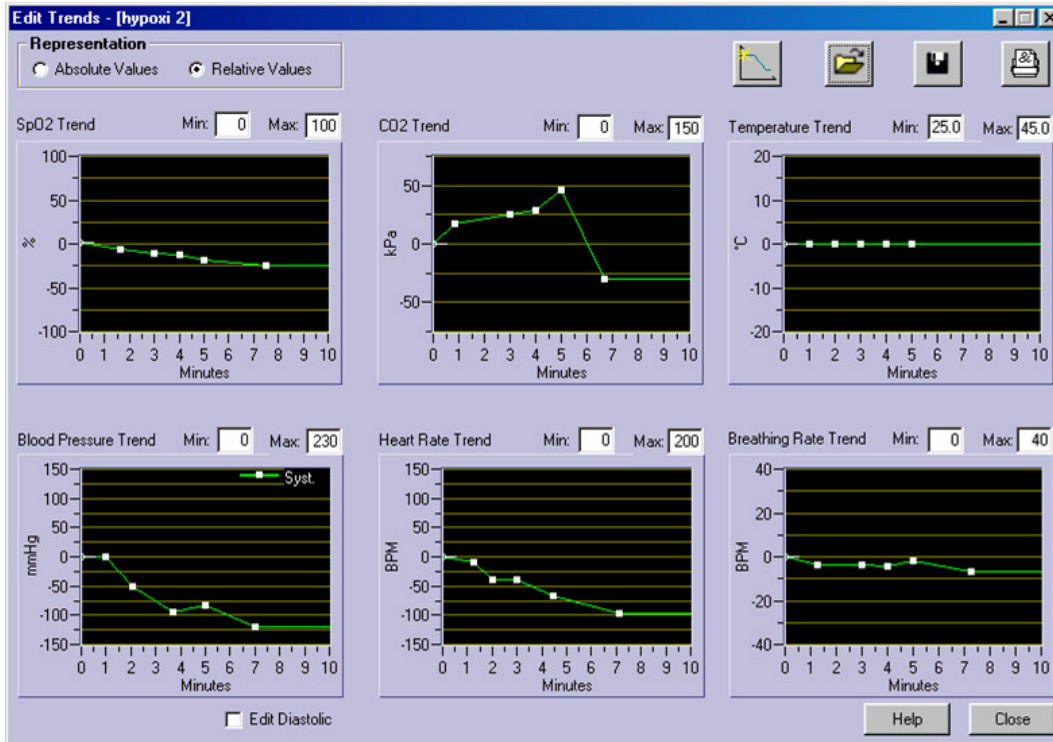 Edit Trends - [hypoxi 2]
Representation
Absolute Values Relative Values
SpO2 Trend Min: 0 Max: 100
100
50
%
0
-50
-100
0 1 2 3 4 5 6 7 8 9 10
Minutes
CO2 Trend Min: 0 Max: 150
50
kPa
0
-50
0 1 2 3 4 5 6 7 8 9 10
Minutes
Temperature Trend Min: 25.0 Max: 45.0
20
10
°C
0
-10
-20
0 1 2 3 4 5 6 7 8 9 10
Minutes
Blood Pressure Trend Min: 0 Max: 230
Syst.
150
100
50
mmHg
0
-50
-100
-150
0 1 2 3 4 5 6 7 8 9 10
Minutes
Heart Rate Trend Min: 0 Max: 200
150
100
50
BPM
0
-50
-100
-150
0 1 2 3 4 5 6 7 8 9 10
Minutes
Breathing Rate Trend Min: 0 Max: 40
40
20
BPM
0
-20
-40
0 1 2 3 4 5 6 7 8 9 10
Minutes
Edit Diastolic
Help Close